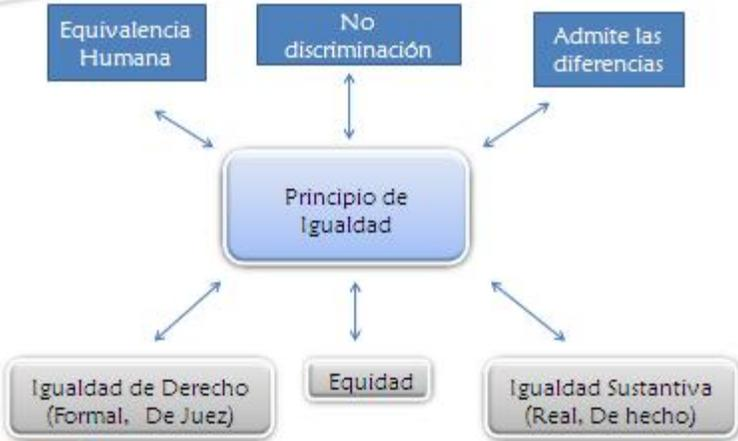 Equivalencia
Humana
No
discriminación
Admite las
diferencias
Principio de
Igualdad
Igualdad de Derecho
(Formal, De Juez)
Equidad
Igualdad Sustantiva
(Real, De hecho)